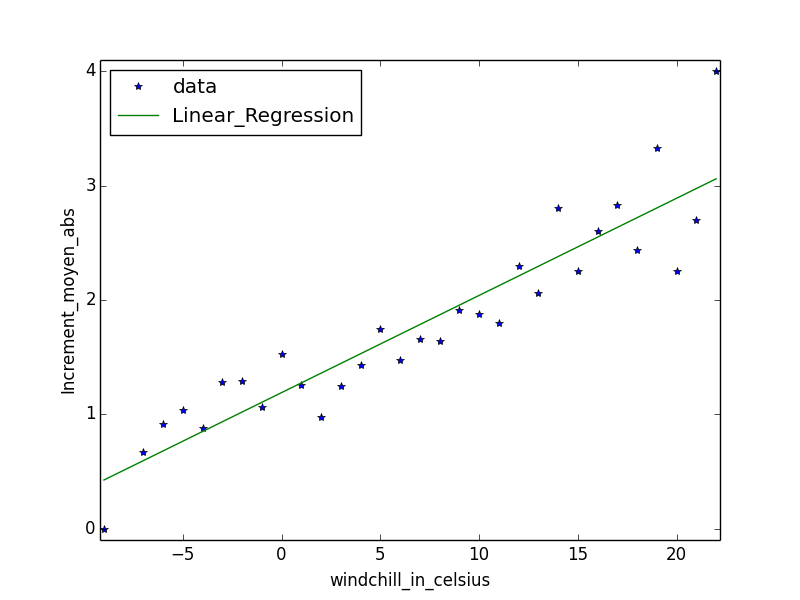 data
Linear_Regression
4
3
2
1
0
Increment_moyen_abs
−5
0
5
10
15
20
windchill_in_celsius